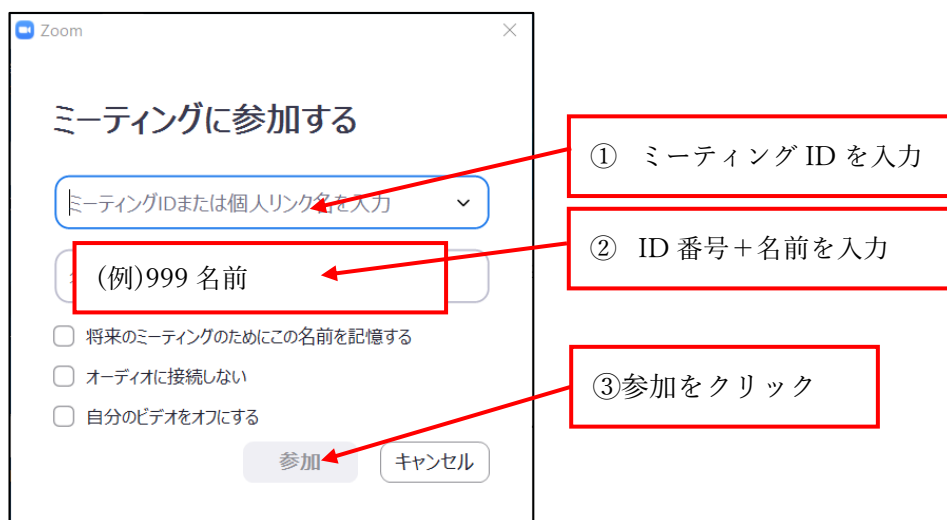 Zoom
ミーティングに参加する
① ミーティング ID を入力
ミーティングIDまたは個人リンク名を入力
② ID 番号＋名前を入力
(例)999 名前
将来のミーティングのためにこの名前を記憶する
オーディオに接続しない
③参加をクリック
自分のビデオをオフにする
参加
キャンセル